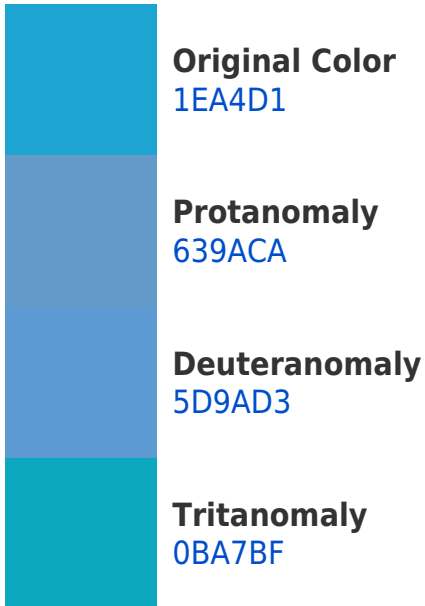 Original Color
1EA4D1
Protanomaly
639ACA
Deuteranomaly
5D9AD3
Tritanomaly
0BA7BF